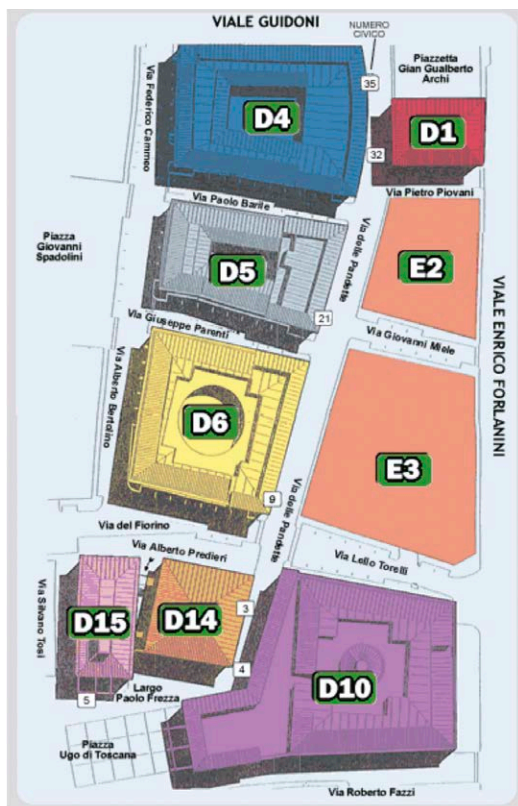 VIALE GUIDONI
NUMERO
CIVICO
Piazzetta
Gian Gualberto
Archi
Via Federico Cammeo
35
D4
D1
32
Via Pietro Piovani
Via Paolo Barile
Piazza
Giovanni
Spadolini
Via delle Pandette
D5
E2
VIALE ENRICO FORLANINI
21
Via Giuseppe Parenti
Via Giovanni Miele
Via Alberto Bertolino
D6
E3
9
Via delle Pandette
Via del Fiorino
Via Alberto Predieri
Via Lello Torelli
Via Silvano Tosi
D15
D14
3
4
D10
5
Largo
Paolo Frezza
Piazza
Ugo di Toscana
Via Roberto Fazzi